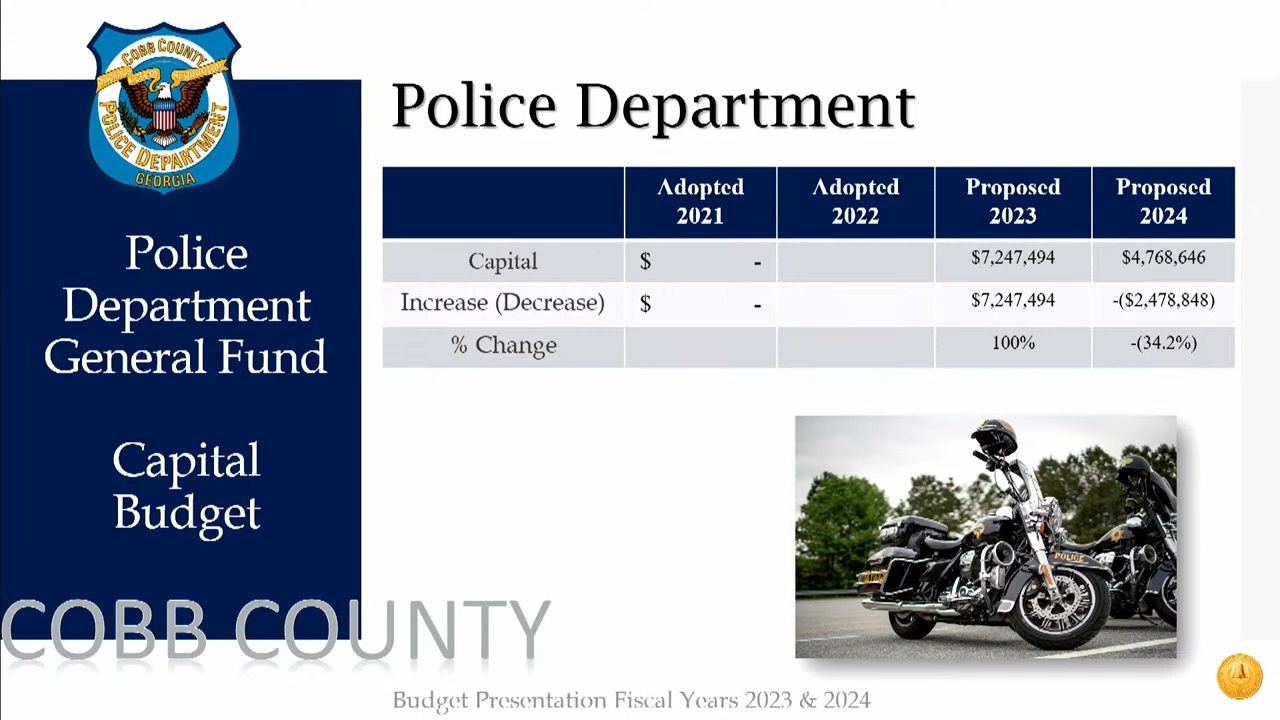 COBB COUNTY
POLICE DEPARTMENT
GEORGIA
Police
Department
General Fund
Capital
Budget
Police Department
Adopted 2021 Adopted 2022 Proposed 2023 Proposed 2024
Capital $ - $7,247,494 $4,768,646
Increase (Decrease) $ - $7,247,494 -($2,478,848)
% Change 100% -(34.2%)
POLICE
COBB COUNTY
Budget Presentation Fiscal Years 2023 & 2024